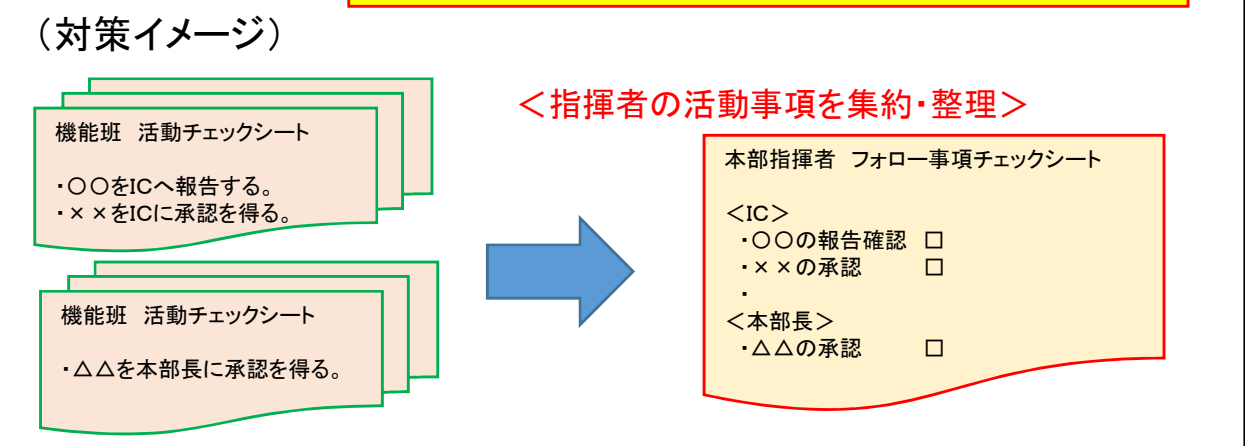 （対策イメージ）
＜指揮者の活動事項を集約・整理＞
機能班　活動チェックシート
・〇〇をICへ報告する。
・××をICに承認を得る。
機能班　活動チェックシート
・△△を本部長に承認を得る。
本部指揮者　フォロー事項チェックシート
＜IC＞
・〇〇の報告確認　□
・××の承認　□
・
＜本部長＞
・△△の承認　□